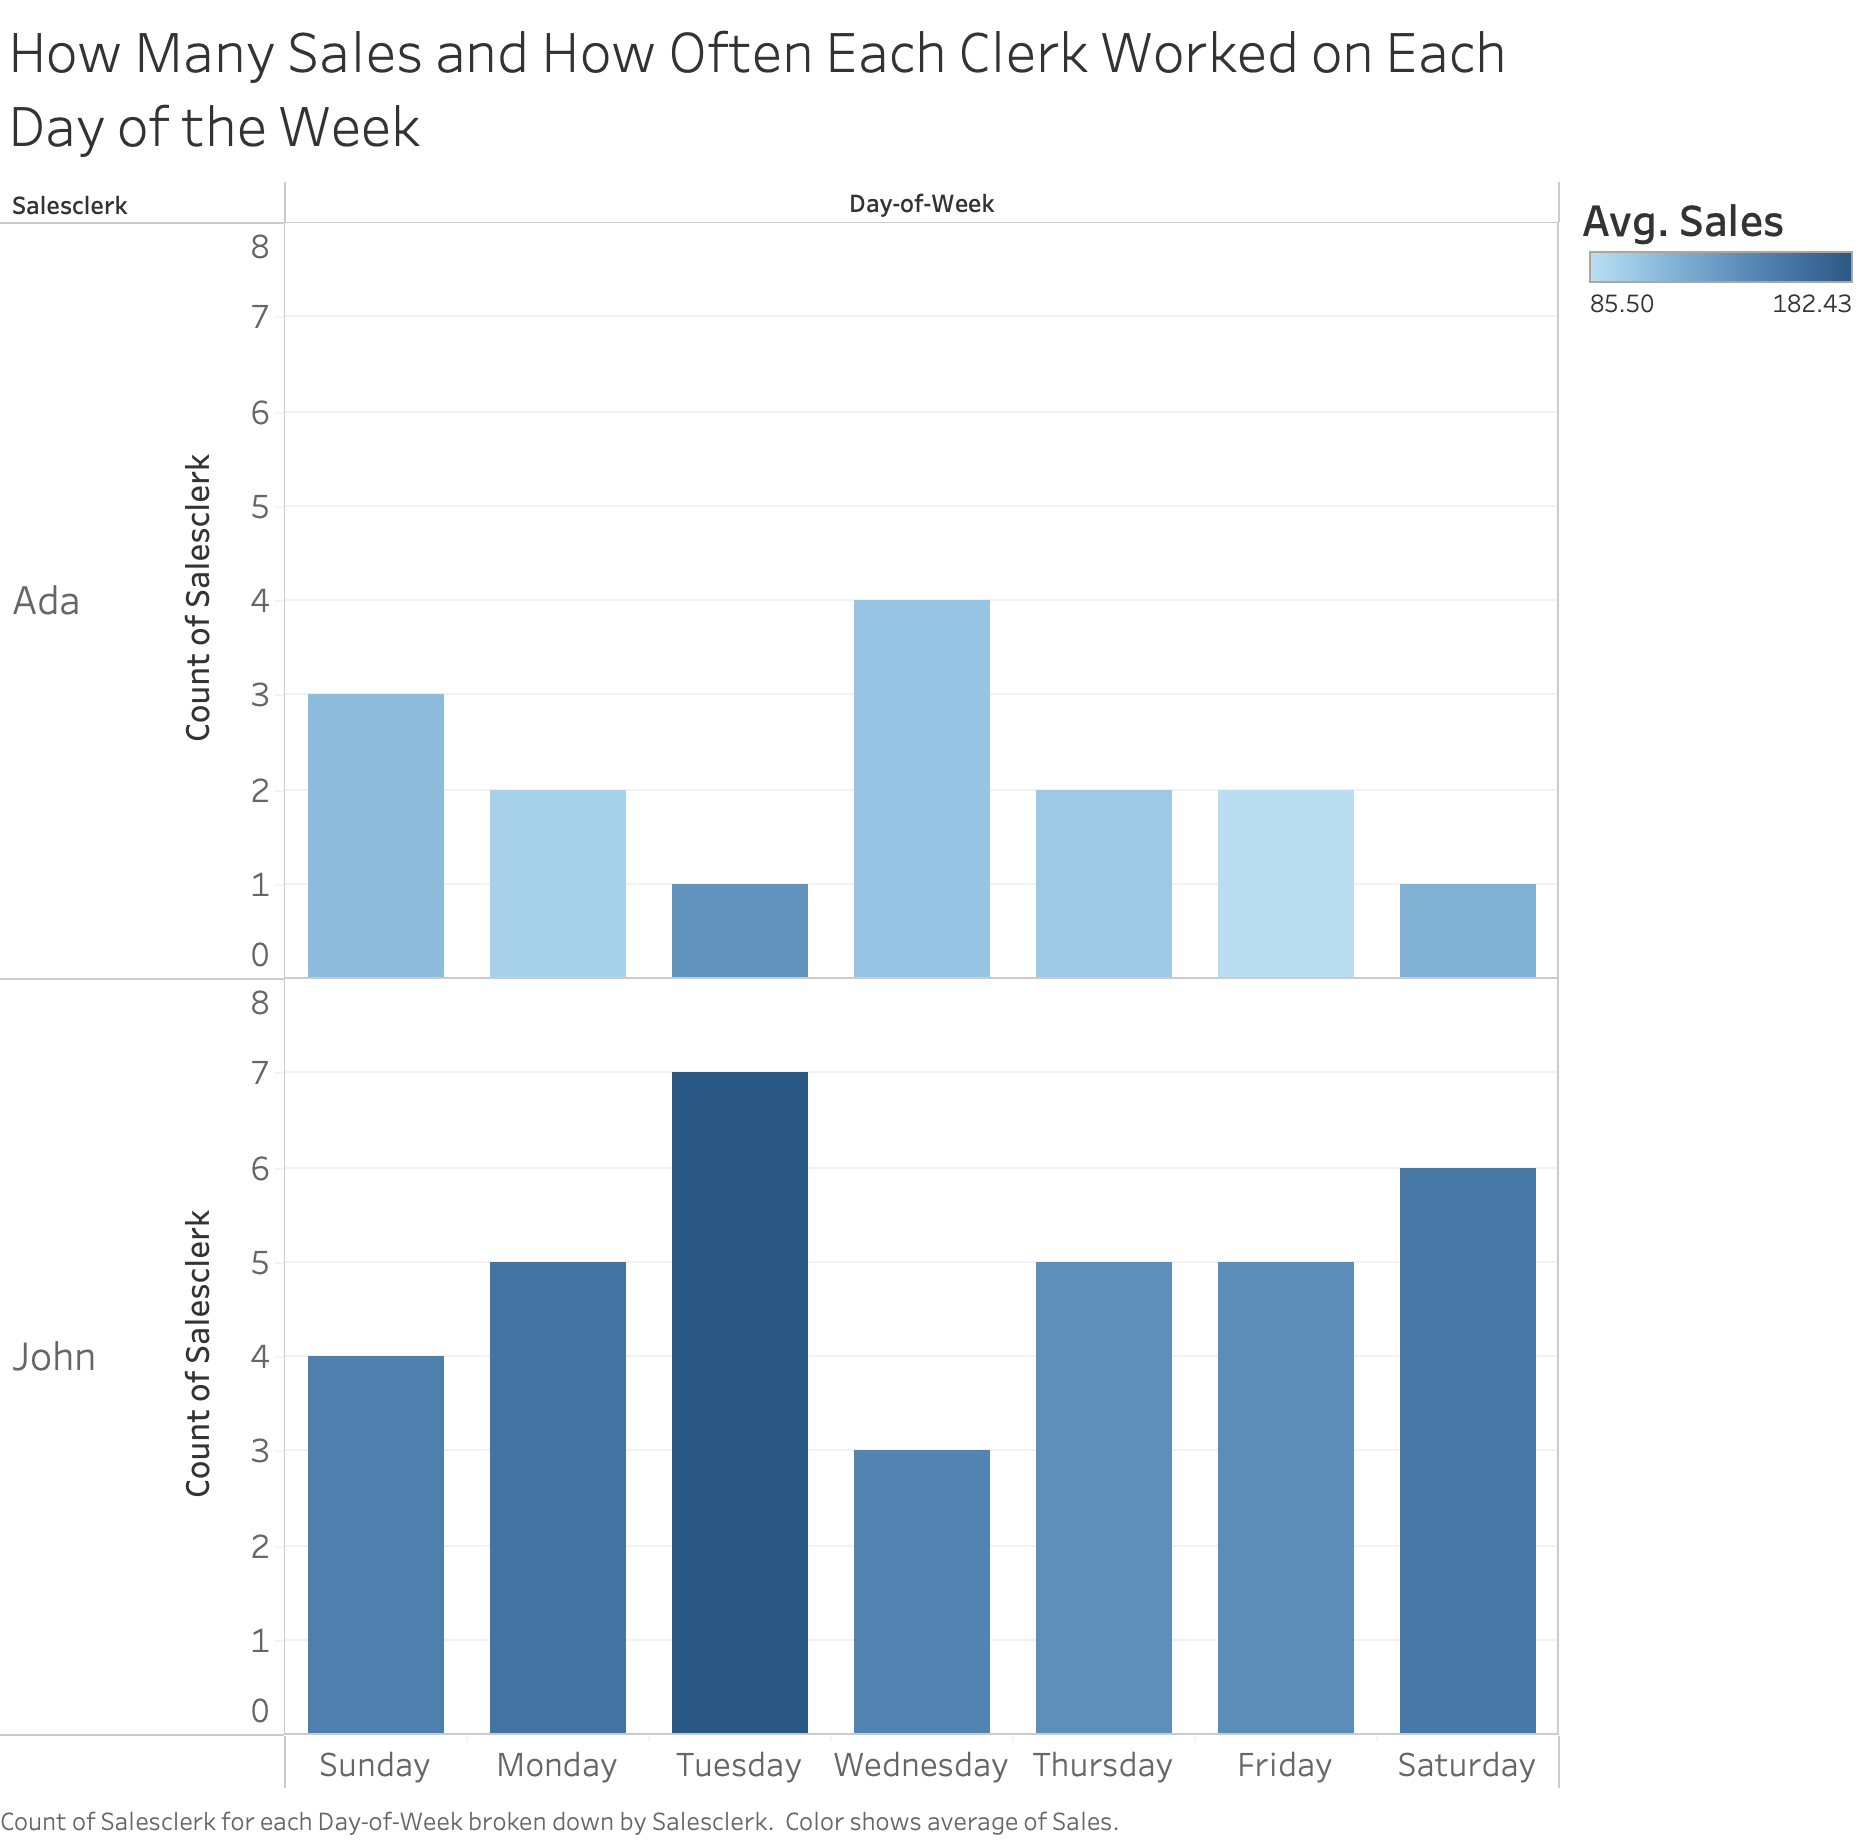 How Many Sales and How Often Each Clerk Worked on Each
Day of the Week
Salesclerk
Day-of-Week
Avg. Sales
85.50 182.43
Ada
Count of Salesclerk
8
7
6
5
4
3
2
1
0
John
Count of Salesclerk
8
7
6
5
4
3
2
1
0
Sunday Monday Tuesday Wednesday Thursday Friday Saturday
Count of Salesclerk for each Day-of-Week broken down by Salesclerk. Color shows average of Sales.